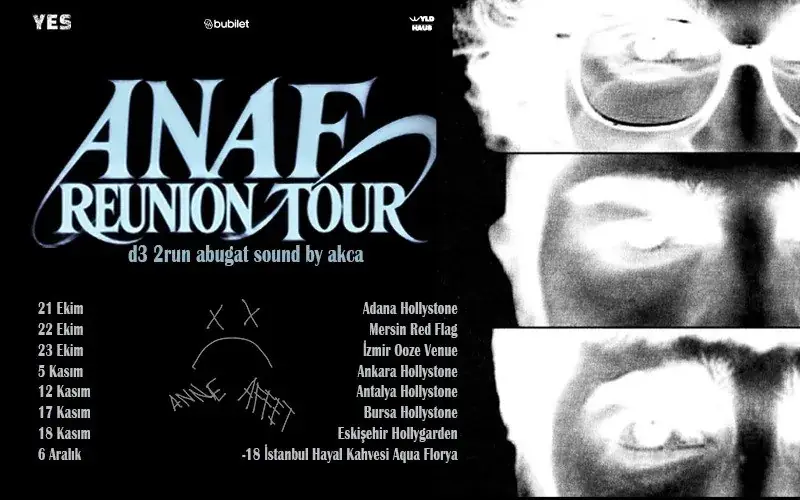 YES
bubilet
WYLD
HAUS
ANAF
REUNION TOUR
d3 2run abugat sound by akca
21 Ekim Adana Hollystone
22 Ekim Mersin Red Flag
23 Ekim İzmir Ooze Venue
5 Kasım Ankara Hollystone
12 Kasım Antalya Hollystone
17 Kasım Bursa Hollystone
18 Kasım Eskişehir Hollygarden
6 Aralık -18 İstanbul Hayal Kahvesi Aqua Florya
X X
ANNE AFFET